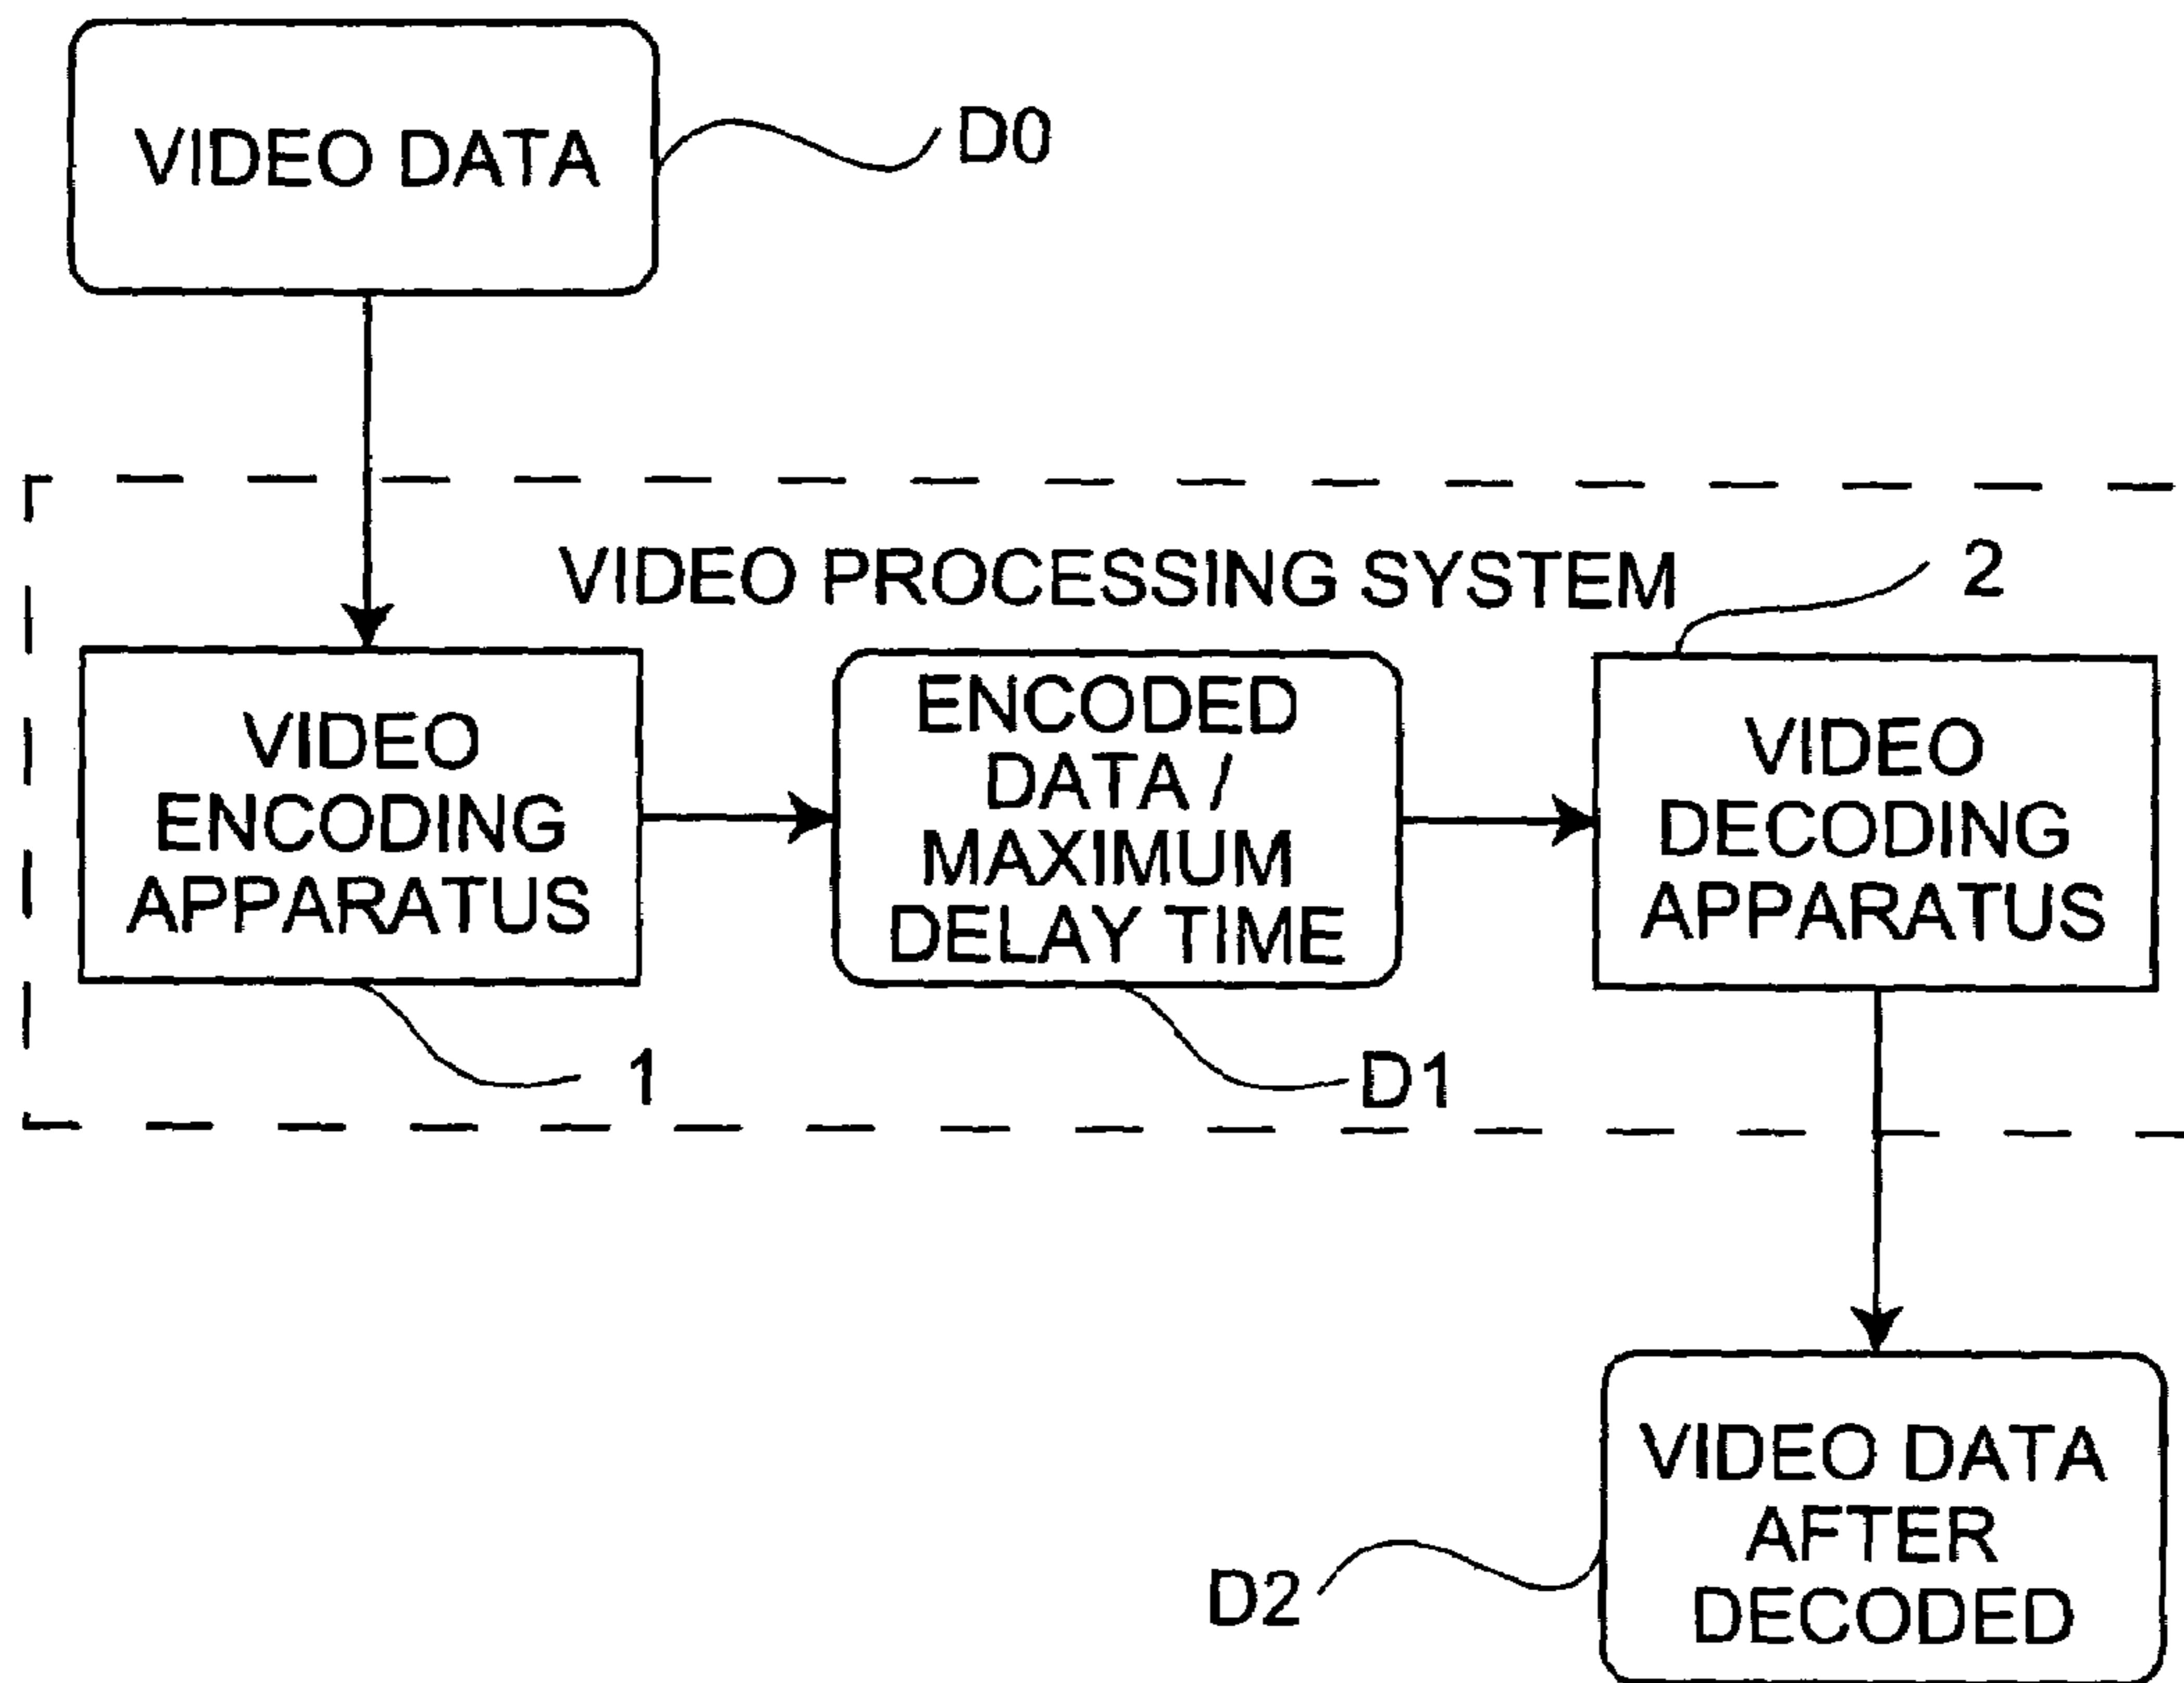 VIDEO DATA
D0
VIDEO PROCESSING SYSTEM
2
VIDEO
ENCODING
APPARATUS
1
ENCODED
DATA /
MAXIMUM
DELAY TIME
D1
VIDEO
DECODING
APPARATUS
VIDEO DATA
AFTER
DECODED
D2